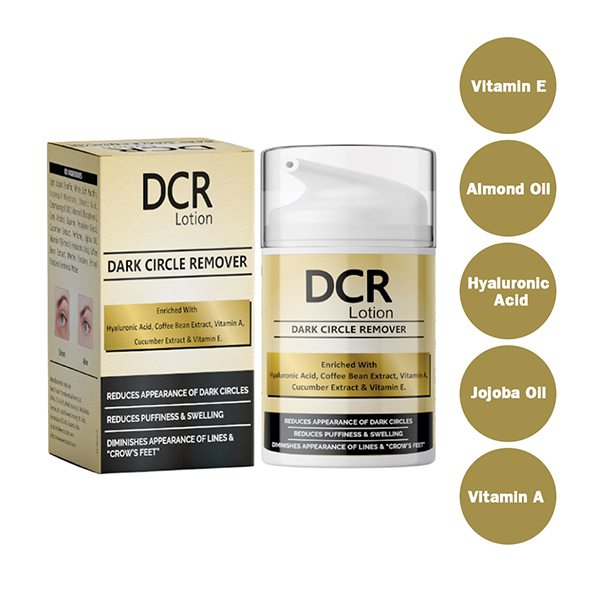 DCR
Lotion
DARK CIRCLE REMOVER
Enriched With
Hyaluronic Acid, Coffee Bean Extract, Vitamin A,
Cucumber Extract & Vitamin E.
REDUCES APPEARANCE OF DARK CIRCLES
REDUCES PUFFINESS & SWELLING
DIMINISHES APPEARANCE OF LINES &
"CROW'S FEET"
DCR
Lotion
DARK CIRCLE REMOVER
Enriched With
Hyaluronic Acid, Coffee Bean Extract, Vitamin A,
Cucumber Extract & Vitamin E.
REDUCES APPEARANCE OF DARK CIRCLES
REDUCES PUFFINESS & SWELLING
DIMINISHES APPEARANCE OF LINES & "CROW'S FEET"
Vitamin E
Almond Oil
Hyaluronic
Acid
Jojoba Oil
Vitamin A